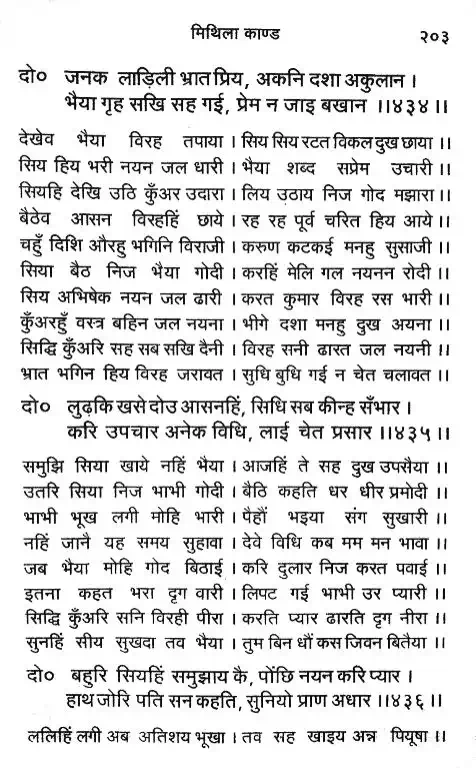 मिथिला काण्ड २०३
दो० जनक लाड़िली भ्रात प्रिय, अकनि दशा अकुलान ।
भैया गृह सखि सह गई, प्रेम न जाइ बखान ।।४३४।।
देखेव भैया विरह तपाया । सिय सिय रटत विकल दुख छाया ।।
सिय हिय भरी नयन जल धारी । भैया शब्द सप्रेम उचारी ।।
सियहि देखि उठि कुँअर उदारा । लिय उठाय निज गोद मझारा ।।
बैठेव आसन विरहहिं छाये । रह रह पूर्व चरित हिय आये ।।
चहुँ दिशि औरहु भगिनि विराजी । करुण कटकई मनहु सुसाजी ।।
सिया बैठ निज भैया गोदी । करहिं मेलि गल नयनन रोदी ।।
सिय अभिषेक नयन जल ढारी । करत कुमार विरह रस भारी ।।
कुँअरहुँ वस्त्र बहिन जल नयना । भीगे दशा मनहु दुख अयना ।।
सिद्धि कुँअरि सह सब सखि दैनी । विरह सनी ढारत जल नयनी ।।
भ्रात भगिन हिय विरह जरावत । सुधि बुधि गई न चेत चलावत ।।
दो० लुढ़कि खसे दोउ आसनहिं, सिधि सब कीन्ह सँभार ।
करि उपचार अनेक विधि, लाई चेत प्रसार ।।४३५।।
समुझि सिया खाये नहिं भैया । आजहिं ते सह दुख उपसैया ।।
उतरि सिया निज भाभी गोदी । बैठि कहति धर धीर प्रमोदी ।।
भाभी भूख लगी मोहि भारी । पैहौं भइया संग सुखारी ।।
नहिं जानै यह समय सुहावा । देवे विधि कब मम मन भावा ।।
जब भैया मोहि गोद बिठाई । करि दुलार निज करत पवाई ।।
इतना कहत भरा दृग वारी । लिपट गई भाभी उर प्यारी ।।
सिद्धि कुँअरि सनि विरही पीरा । करति प्यार ढारति दृग नीरा ।।
सुनहिं सीय सुखदा तव भैया । तुम बिन धौं कस जिवन बितैया ।।
दो० बहुरि सियहिं समुझाय कै, पोंछि नयन करि प्यार ।
हाथ जोरि पति सन कहति, सुनियो प्राण अधार ।।४३६।।
ललिहिं लगी अब अतिशय भूखा । तव सह खाइय अन्न पियूषा ।।